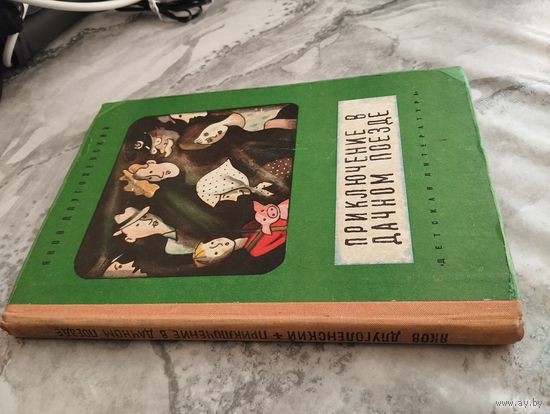 ЯКОВ ДЛУГОЛЕНСКИЙ
ПРИКЛЮЧЕНИЕ В
ДАЧНОМ ПОЕЗДЕ
«ДЕТСКАЯ ЛИТЕРАТУРА»
ЯКОВ ДЛУГОЛЕНСКИЙ + ПРИКЛЮЧЕНИЕ В ДАЧНОМ ПОЕЗДЕ
© www.ay.by